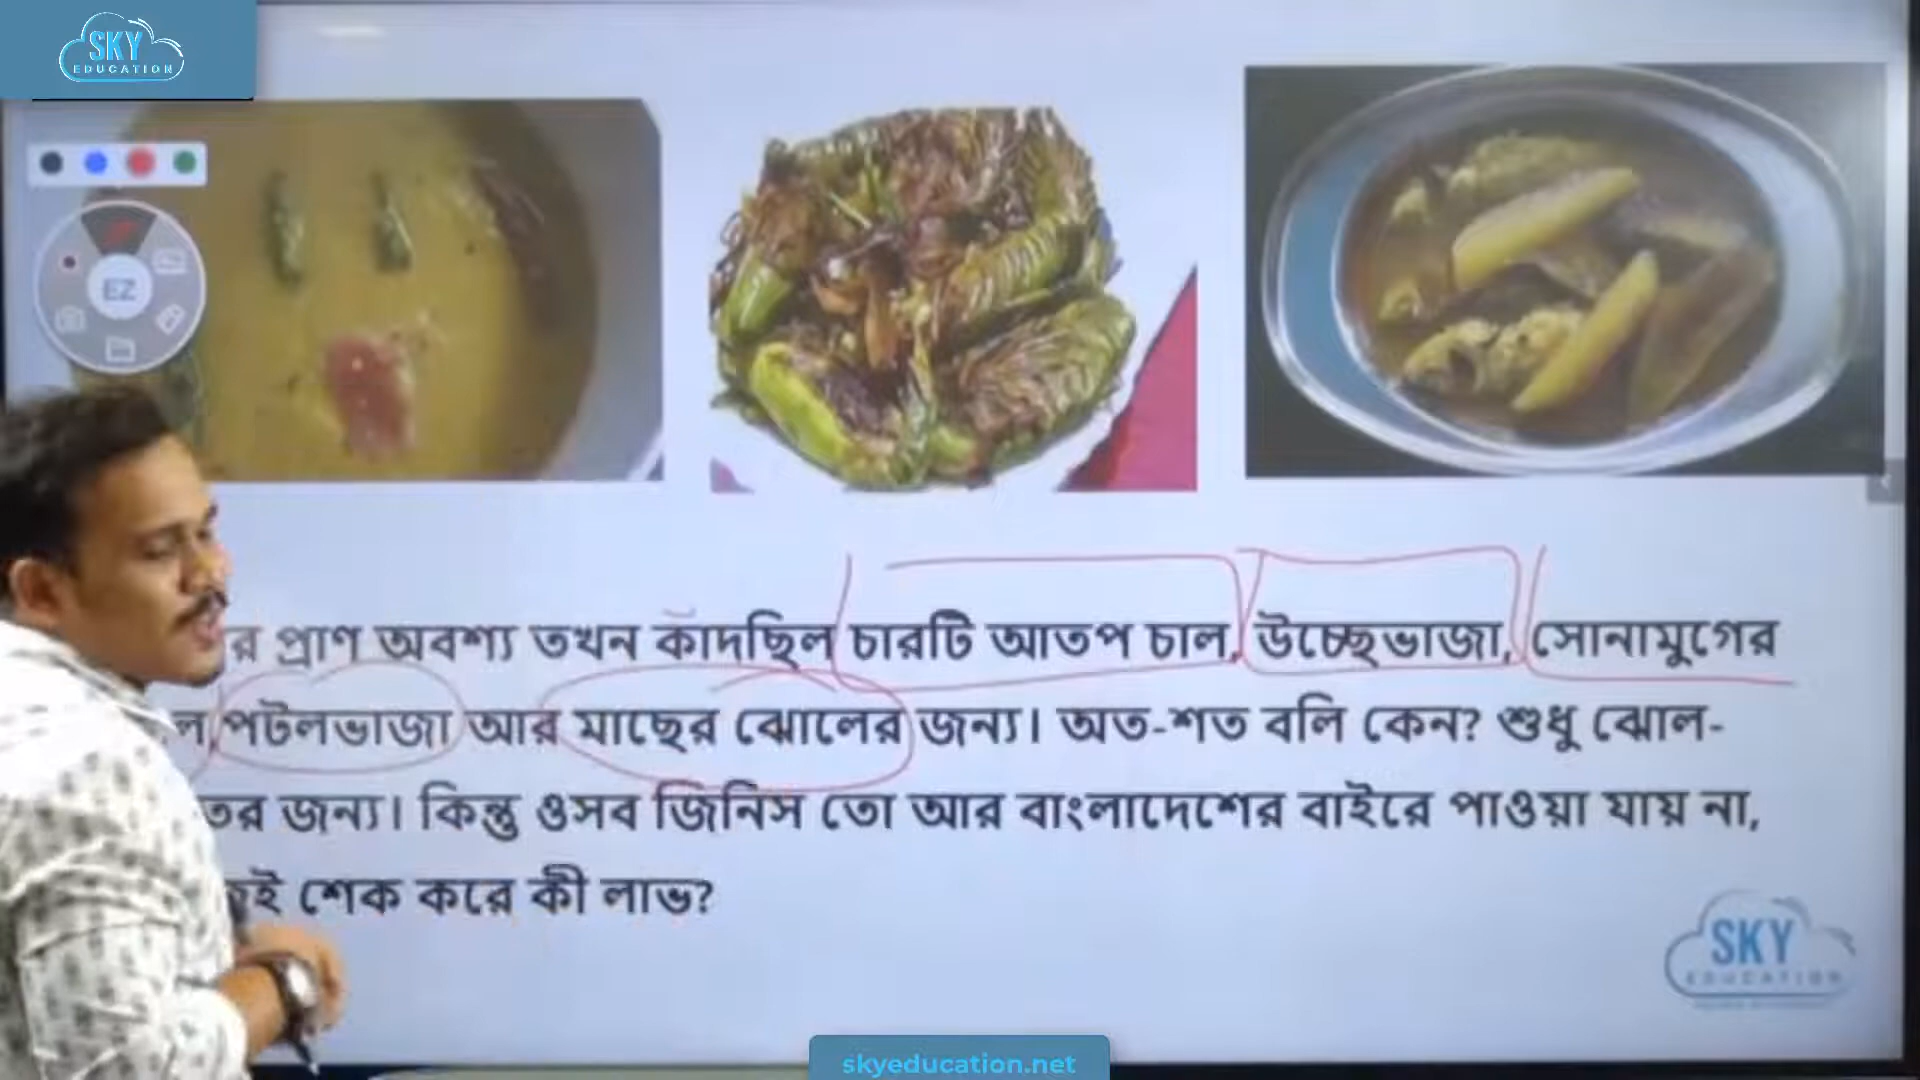 SKY
EDUCATION
EZ
র প্রাণ অবশ্য তখন কাঁদছিল চারটি আতপ চাল, উচ্ছেভাজা, সোনামুগের
ল, পটলভাজা আর মাছের ঝোলের জন্য। অত-শত বলি কেন? শুধু ঝোল-
তর জন্য। কিন্তু ওসব জিনিস তো আর বাংলাদেশের বাইরে পাওয়া যায় না,
ই শেক করে কী লাভ?
SKY
EDUCATION
skyeducation.net